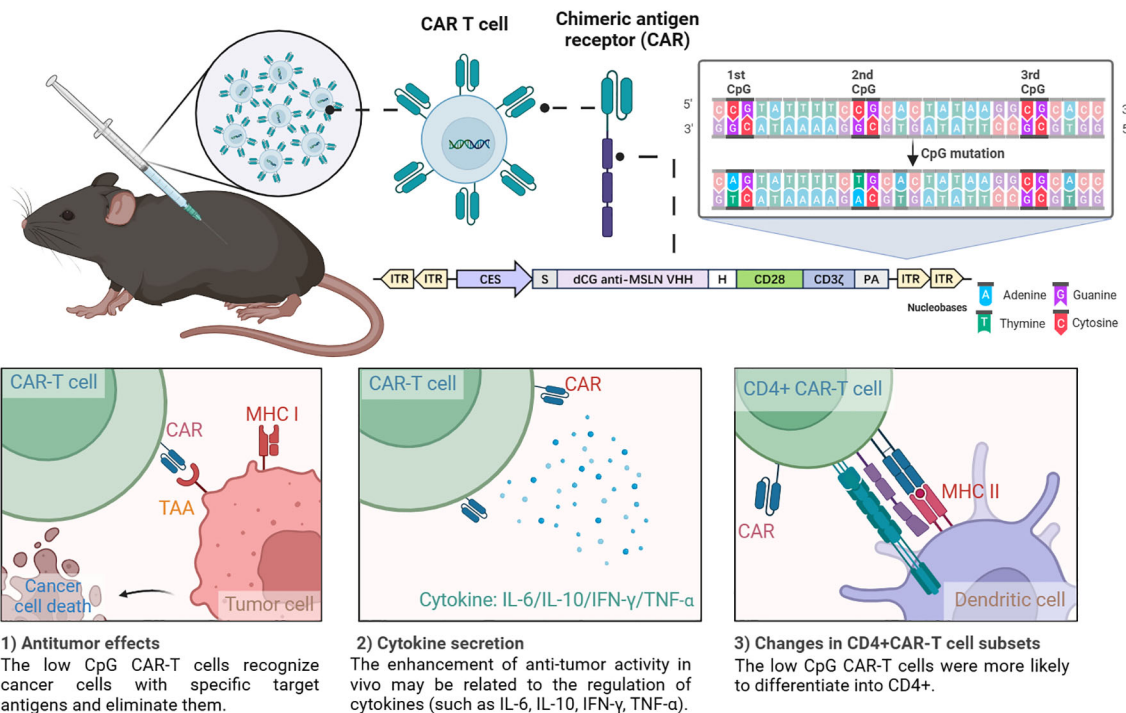 CAR T cell
Chimeric antigen
receptor (CAR)
1st
CpG
2nd
CpG
3rd
CpG
5' C C G T A T T T T C C G C A C T A T A A G G C G C A C C 3
3' G G C A T A A A A G G C G T G A T A T T C C G C G T G G 5
CpG mutation
C A G T A T T T T C T G C A C T A T A A G G C G C A C C
G T C A T A A A A G A C G T G A T A T T C C G C G T G G
ITR ITR CES S dCG anti-MSLN VHH H CD28 CD3ζ PA ITR ITR
Nucleobases
A Adenine G Guanine
T Thymine C Cytosine
CAR-T cell
CAR
MHC I
TAA
Cancer
cell death
Tumor cell
CAR-T cell
CAR
Cytokine: IL-6/IL-10/IFN-γ/TNF-α
CD4+ CAR-T cell
CAR
MHC II
Dendritic cell
1) Antitumor effects
The low CpG CAR-T cells recognize
cancer cells with specific target
antigens and eliminate them.
2) Cytokine secretion
The enhancement of anti-tumor activity in
vivo may be related to the regulation of
cytokines (such as IL-6, IL-10, IFN-γ, TNF-α).
3) Changes in CD4+CAR-T cell subsets
The low CpG CAR-T cells were more likely
to differentiate into CD4+.